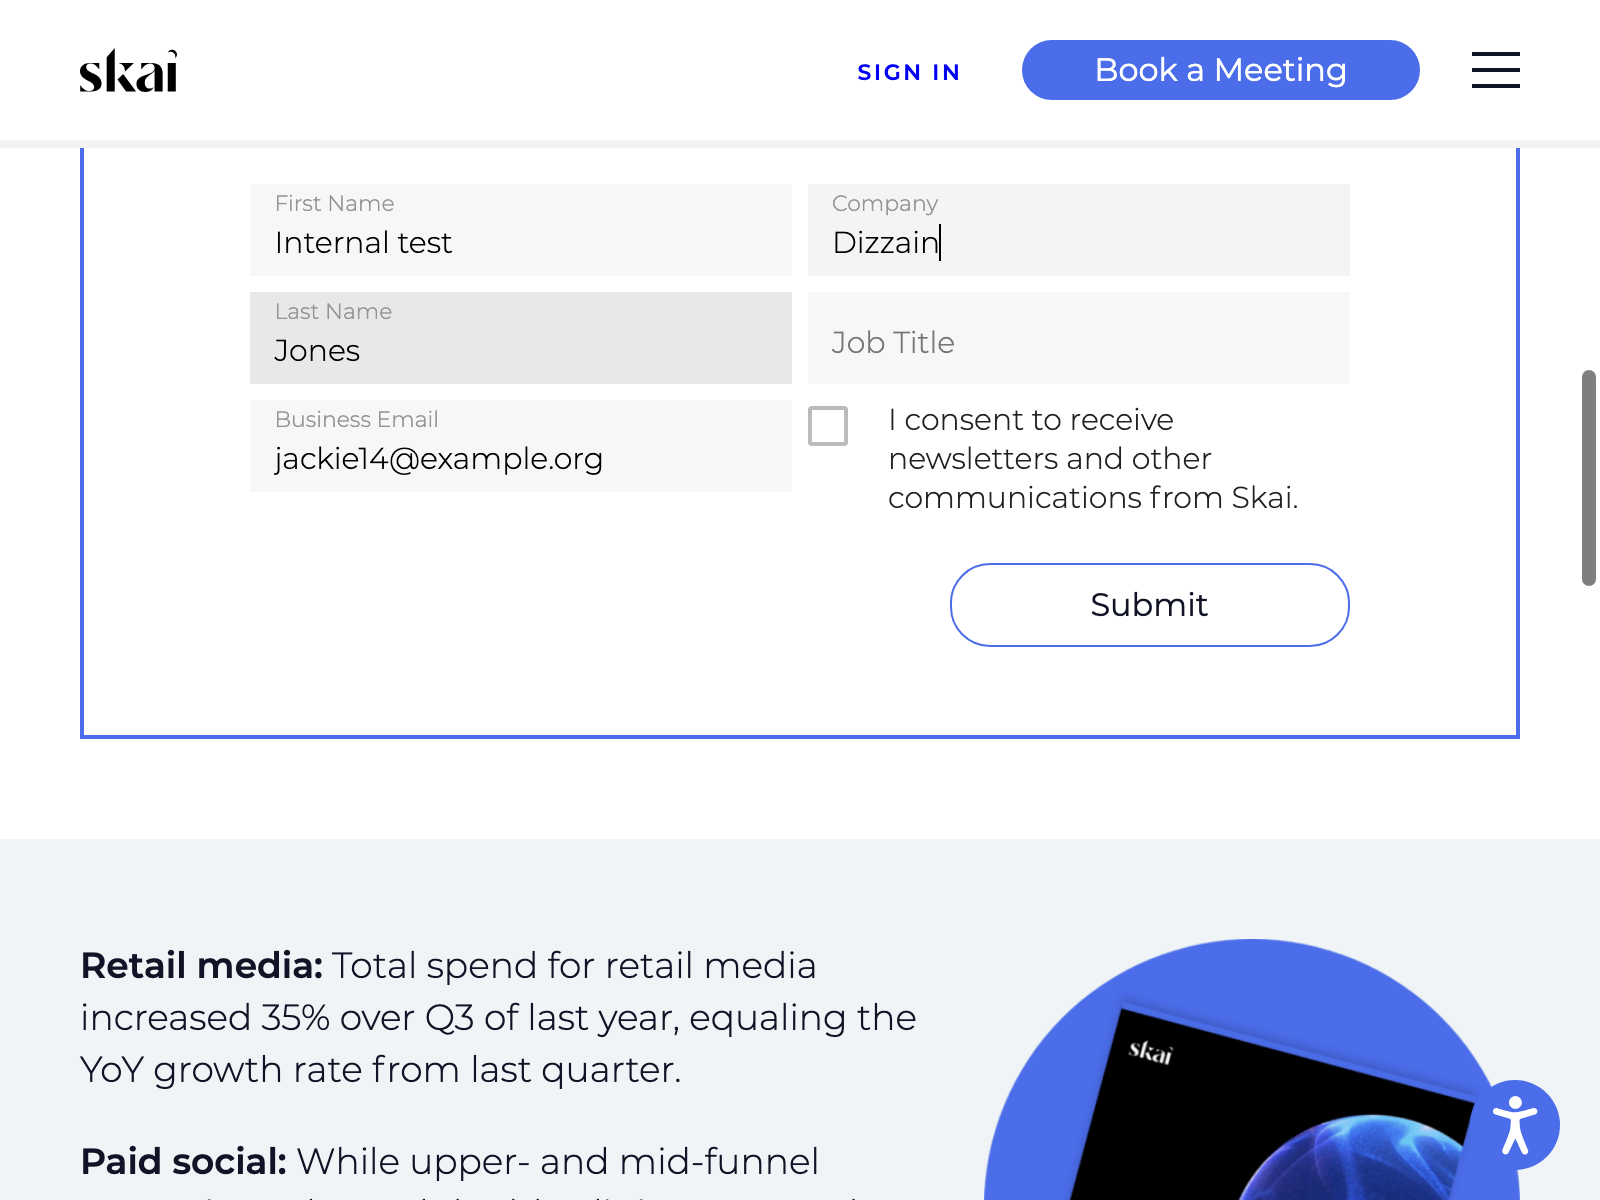 skai
SIGN IN
Book a Meeting
First Name
Internal test
Company
Dizzain
Last Name
Jones
Job Title
Business Email
jackie14@example.org
I consent to receive
newsletters and other
communications from Skai.
Submit
Retail media: Total spend for retail media
increased 35% over Q3 of last year, equaling the
YoY growth rate from last quarter.
Paid social: While upper- and mid-funnel
skai